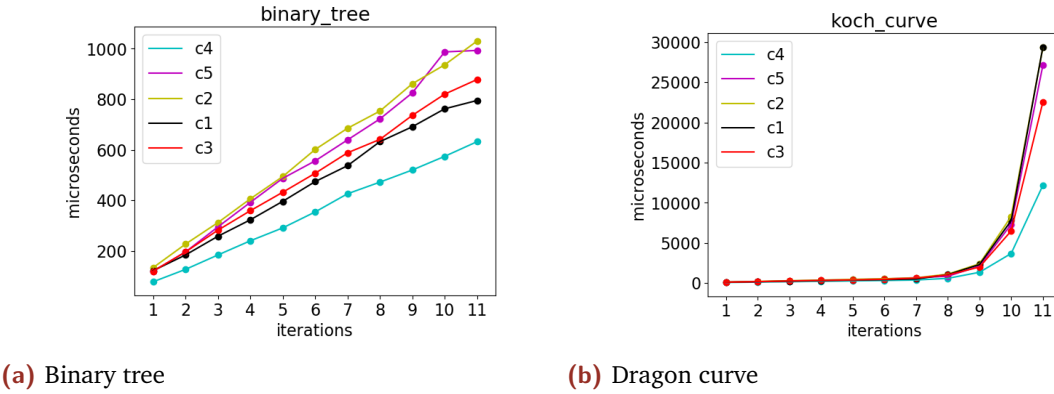 binary_tree
1000
800
600
400
200
microseconds
c4
c5
c2
c1
c3
1 2 3 4 5 6 7 8 9 10 11
iterations
(a) Binary tree
koch_curve
30000
25000
20000
15000
10000
5000
0
microseconds
c4
c5
c2
c1
c3
1 2 3 4 5 6 7 8 9 10 11
iterations
(b) Dragon curve